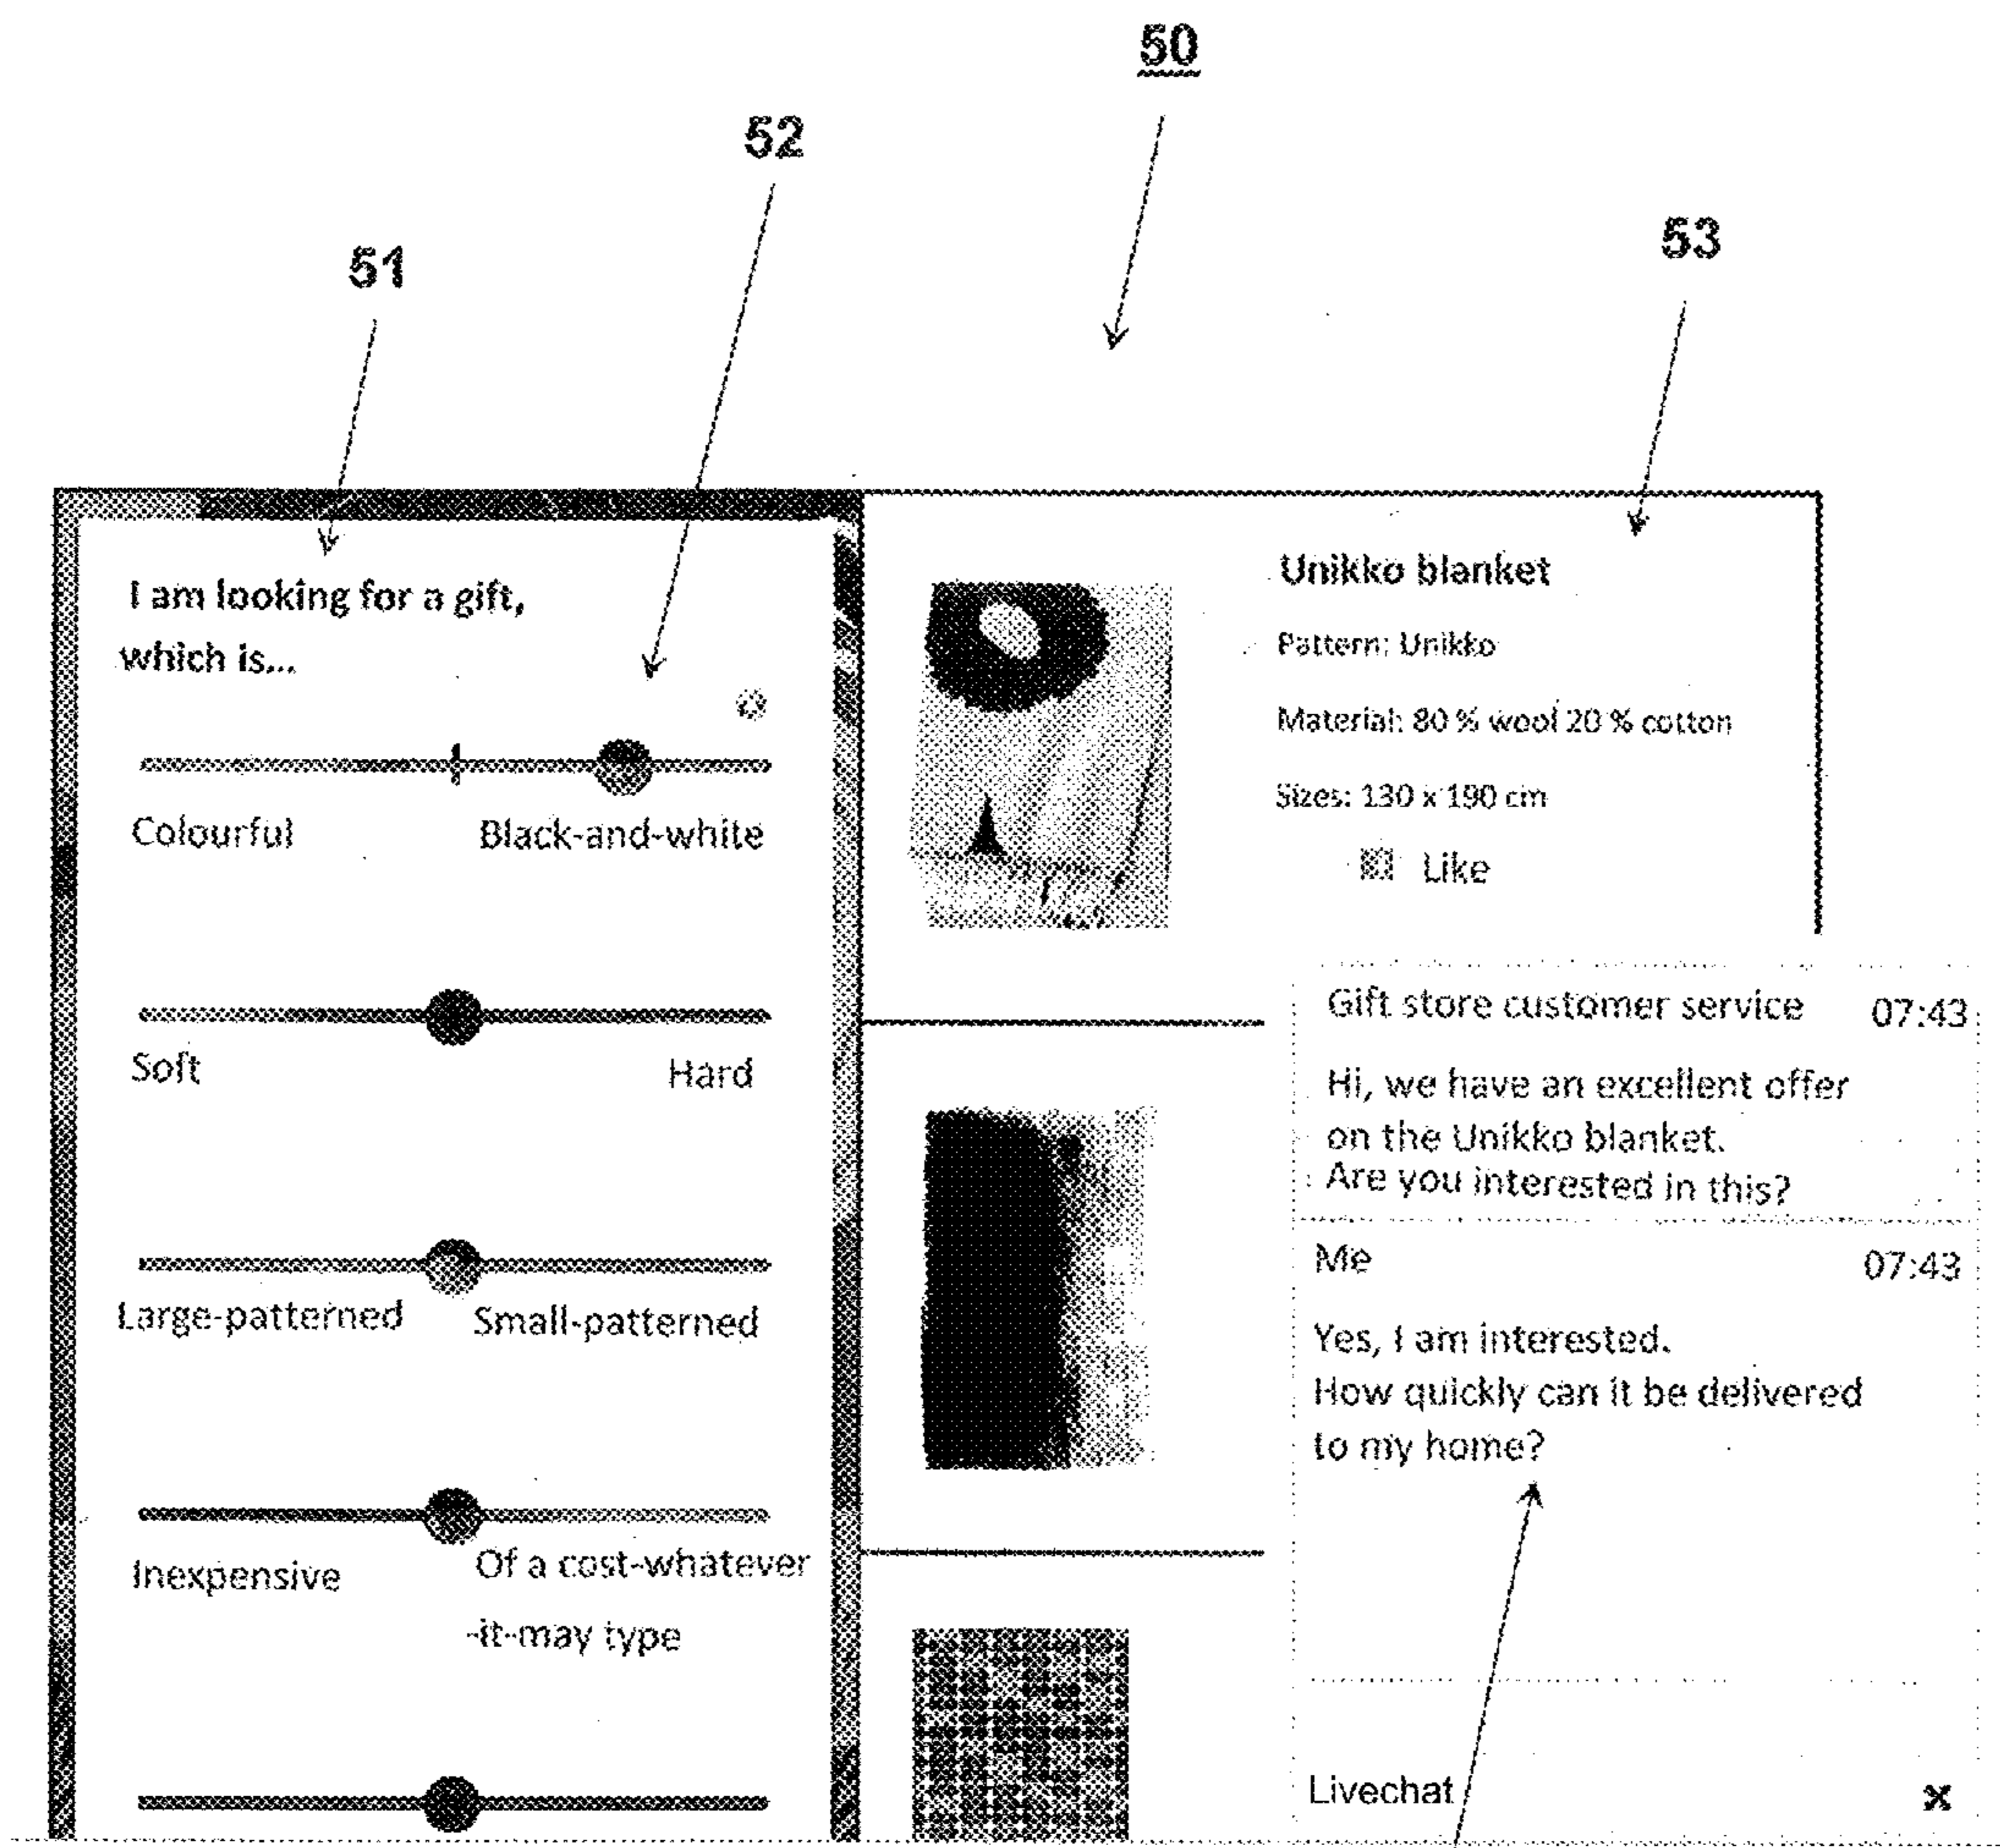 50
52
51
53
I am looking for a gift,
which is...
Colourful
Black-and-white
Soft
Hard
Large-patterned
Small-patterned
Inexpensive
Of a cost-whatever
-it-may type
Unikko blanket
Pattern: Unikko
Material: 80 % wool 20 % cotton
Sizes: 130 x 190 cm
Like
Gift store customer service 07:43
Hi, we have an excellent offer
on the Unikko blanket.
Are you interested in this?
Me 07:43
Yes, I am interested.
How quickly can it be delivered
to my home?
Livechat x